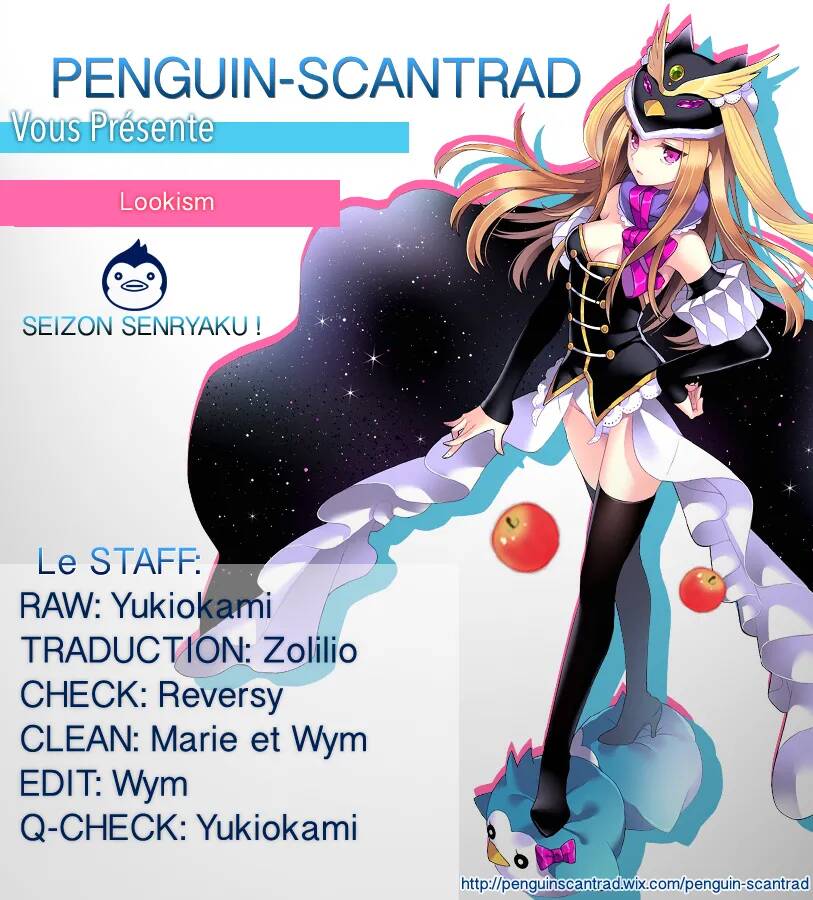 PENGUIN-SCANTRAD
Vous Présente
Lookism
SEIZON SENRYAKU !
Le STAFF:
RAW: Yukiokami
TRADUCTION: Zolilio
CHECK: Reversy
CLEAN: Marie et Wym
EDIT: Wym
Q-CHECK: Yukiokami
http://penguinscantrad.wix.com/penguin-scantrad